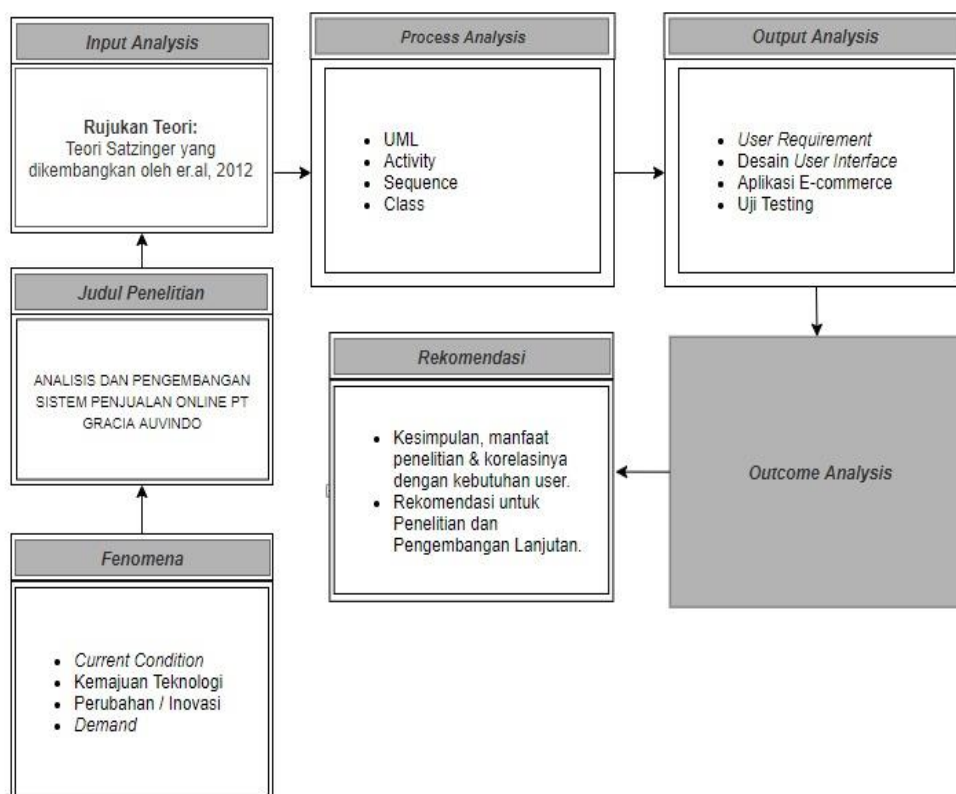 Input Analysis
Rujukan Teori:
Teori Satzinger yang
dikembangkan oleh er.al, 2012
Process Analysis
• UML
• Activity
• Sequence
• Class
Output Analysis
• User Requirement
• Desain User Interface
• Aplikasi E-commerce
• Uji Testing
Judul Penelitian
ANALISIS DAN PENGEMBANGAN
SISTEM PENJUALAN ONLINE PT
GRACIA AUVINDO
Rekomendasi
• Kesimpulan, manfaat
penelitian & korelasinya
dengan kebutuhan user.
• Rekomendasi untuk
Penelitian dan
Pengembangan Lanjutan.
Outcome Analysis
Fenomena
• Current Condition
• Kemajuan Teknologi
• Perubahan / Inovasi
• Demand